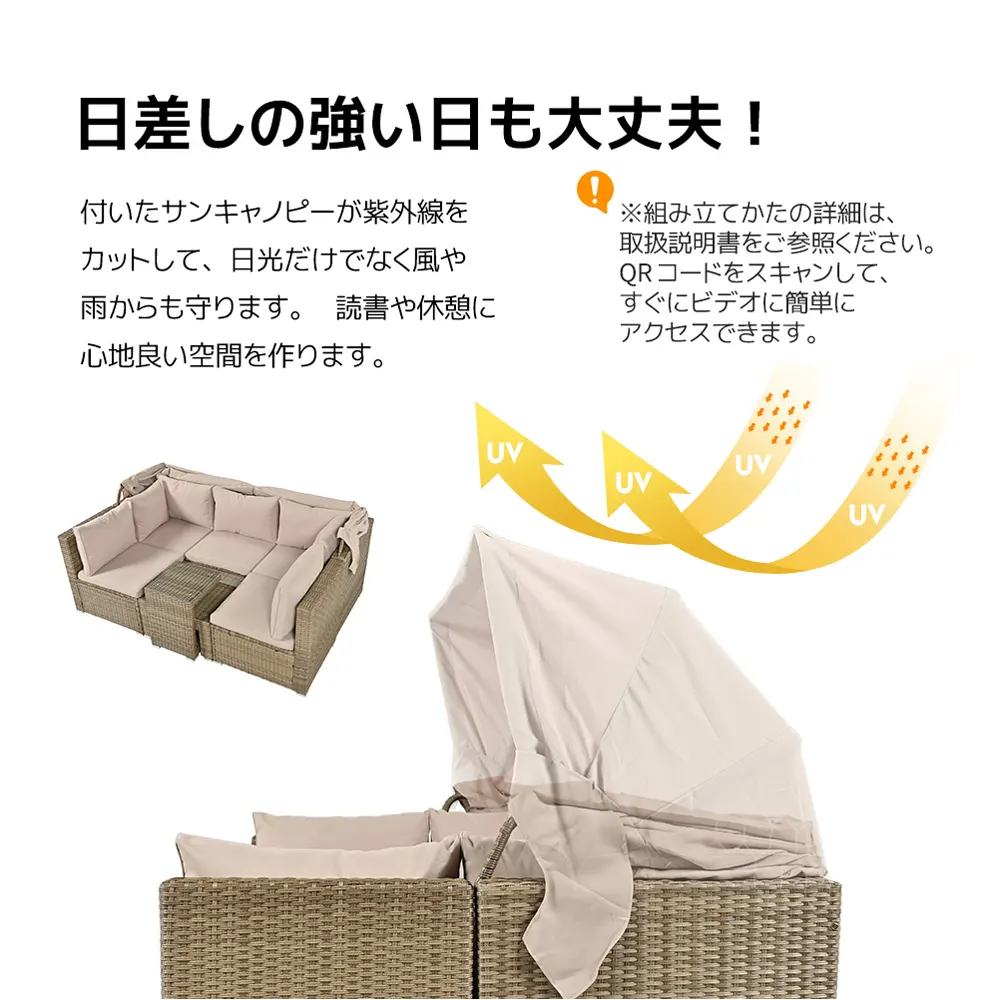 日差しの強い日も大丈夫！
付いたサンキャノピーが紫外線を
カットして、日光だけでなく風や
雨からも守ります。 読書や休憩に
心地良い空間を作ります。
!
※組み立てかたの詳細は、
取扱説明書をご参照ください。
QRコードをスキャンして、
すぐにビデオに簡単に
アクセスできます。
UV
UV
UV
UV